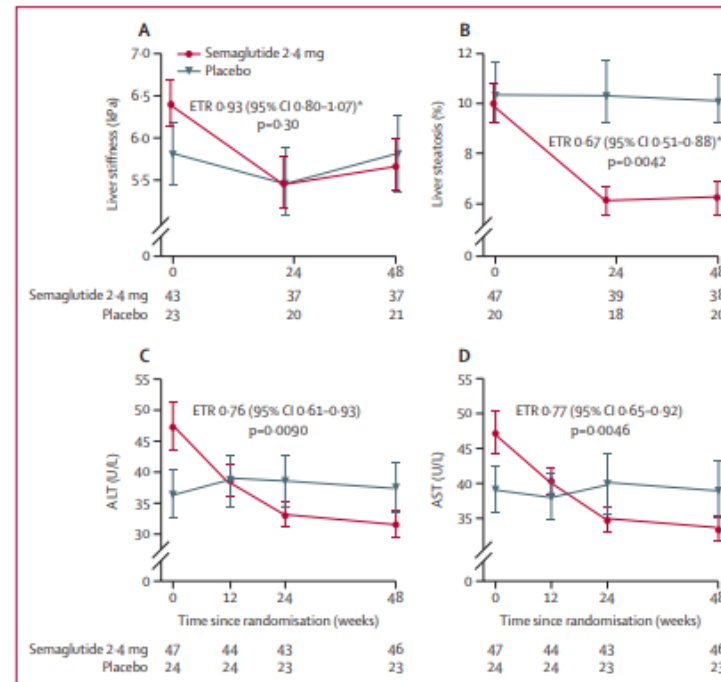 A
Semaglutide 2·4 mg
Placebo
ETR 0·93 (95% CI 0·80–1·07)*
p=0·30
Liver stiffness (kPa)
7·0
6·5
6·0
5·5
0
0 24 48
Semaglutide 2·4 mg 43 37 37
Placebo 23 20 21
B
ETR 0·67 (95% CI 0·51–0·88)*
p=0·0042
Liver steatosis (%)
12
10
8
6
0
0 24 48
47 39 38
20 18 20
C
ETR 0·76 (95% CI 0·61–0·93)
p=0·0090
ALT (U/L)
55
50
45
40
35
30
0
0 12 24 48
Time since randomisation (weeks)
Semaglutide 2·4 mg 47 44 43 46
Placebo 24 24 23 23
D
ETR 0·77 (95% CI 0·65–0·92)
p=0·0046
AST (U/L)
55
50
45
40
35
0
0 12 24 48
Time since randomisation (weeks)
47 44 43 46
24 24 23 23